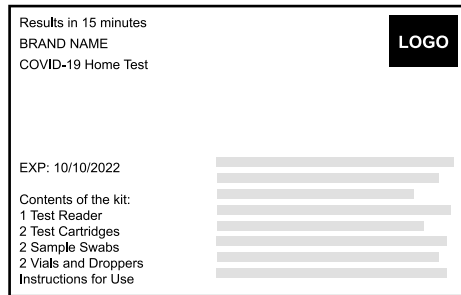 Results in 15 minutes
BRAND NAME
LOGO
COVID-19 Home Test
EXP: 10/10/2022
Contents of the kit:
1 Test Reader
2 Test Cartridges
2 Sample Swabs
2 Vials and Droppers
Instructions for Use